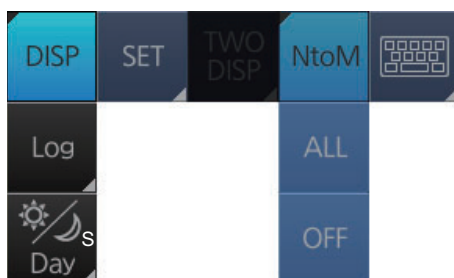 DISP
SET
TWO
DISP
NtoM
Log
ALL
S
Day
OFF